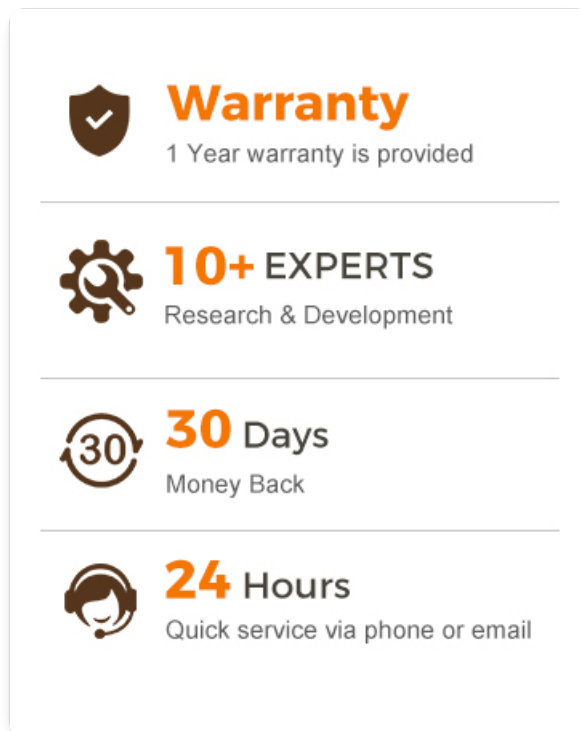 Warranty
1 Year warranty is provided
10+ EXPERTS
Research & Development
30
30 Days
Money Back
24 Hours
Quick service via phone or email